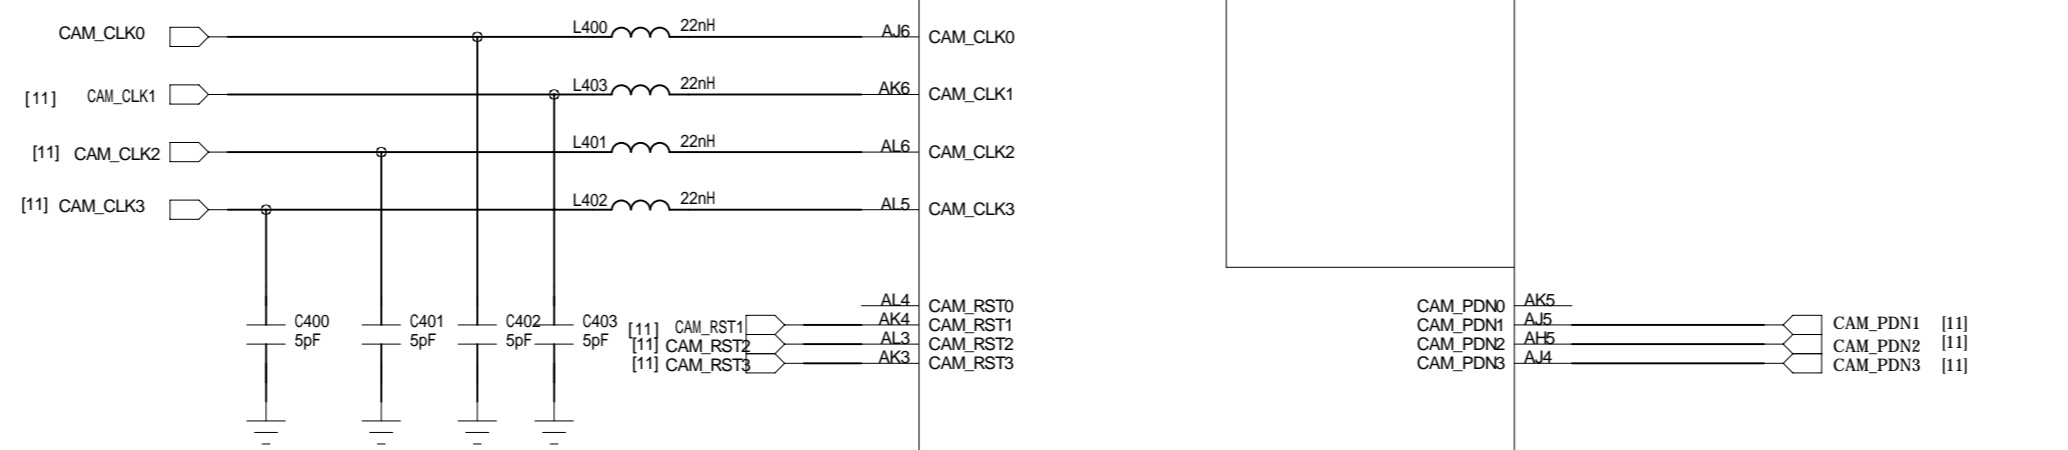 CAM_CLK0 L400 22nH AJ6 CAM_CLK0
[11] CAM_CLK1 L403 22nH AK6 CAM_CLK1
[11] CAM_CLK2 L401 22nH AL6 CAM_CLK2
[11] CAM_CLK3 L402 22nH AL5 CAM_CLK3
AL4 CAM_RST0 CAM_PDN0 AK5
C400 C401 C402 C403 [11] CAM_RST1 AK4 CAM_RST1 CAM_PDN1 AJ5 CAM_PDN1 [11]
5pF 5pF 5pF 5pF [11] CAM_RST2 AL3 CAM_RST2 CAM_PDN2 AH5 CAM_PDN2 [11]
[11] CAM_RST3 AK3 CAM_RST3 CAM_PDN3 AJ4 CAM_PDN3 [11]